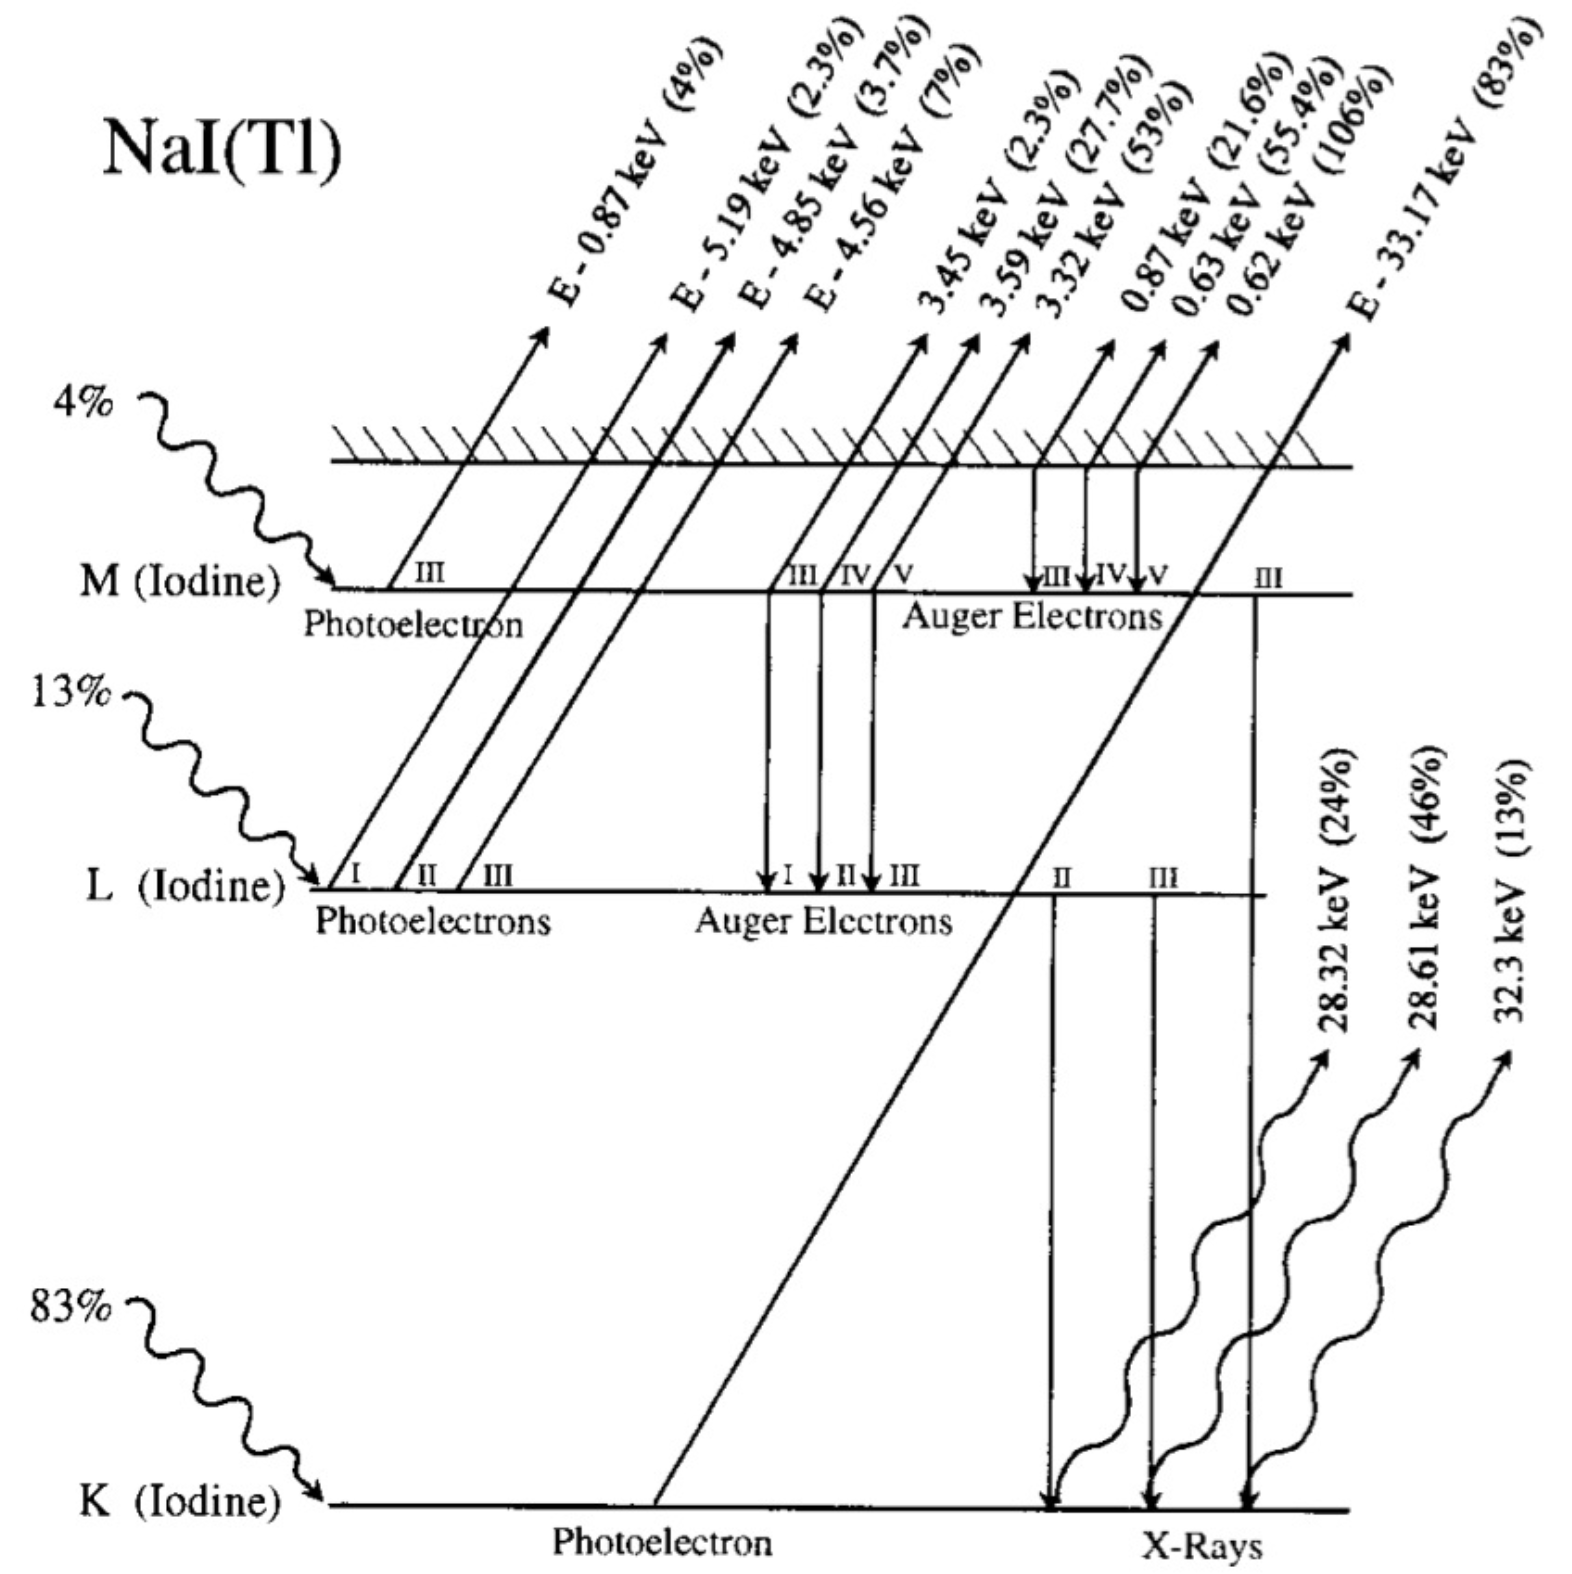 NaI(Tl)
E - 0.87 keV (4%)
E - 5.19 keV (2.3%)
E - 4.85 keV (3.7%)
E - 4.56 keV (7%)
3.45 keV (2.3%)
3.59 keV (27.7%)
3.32 keV (53%)
0.87 keV (21.6%)
0.63 keV (55.4%)
0.62 keV (106%)
E - 33.17 keV (83%)
4%
M (Iodine)
III
III
IV
V
III
IV
V
III
Photoelectron
Auger Electrons
13%
L (Iodine)
I
II
III
I
II
III
II
III
Photoelectrons
Auger Electrons
28.32 keV (24%)
28.61 keV (46%)
32.3 keV (13%)
83%
K (Iodine)
Photoelectron
X-Rays